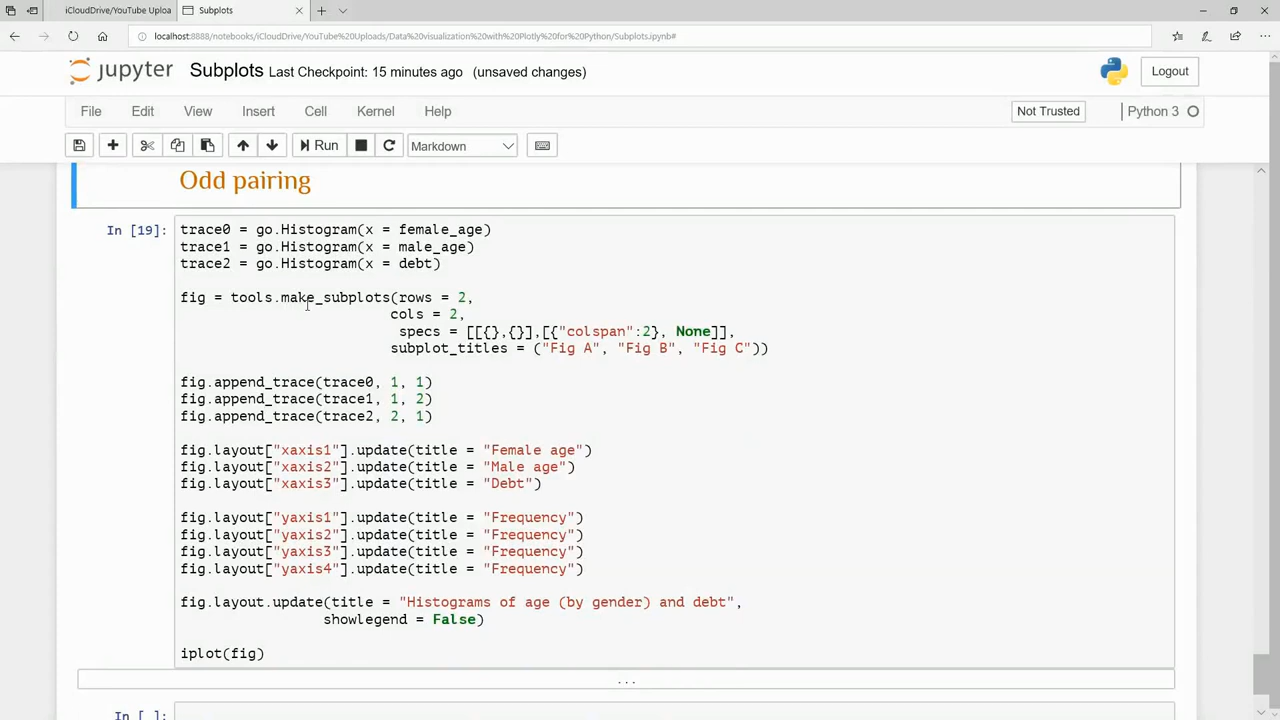 iCloudDrive/YouTube Uploa
Subplots
localhost:8888/notebooks/iCloudDrive/YouTube%20Uploads/Data%20visualization%20with%20Plotly%20for%20Python/Subplots.ipynb#
jupyter Subplots Last Checkpoint: 15 minutes ago (unsaved changes) Logout
File Edit View Insert Cell Kernel Help Not Trusted Python 3
Run Markdown
Odd pairing
In [19]:
trace0 = go.Histogram(x = female_age)
trace1 = go.Histogram(x = male_age)
trace2 = go.Histogram(x = debt)
fig = tools.make_subplots(rows = 2,
cols = 2,
specs = [[{},{}],[{"colspan":2}, None]],
subplot_titles = ("Fig A", "Fig B", "Fig C"))
fig.append_trace(trace0, 1, 1)
fig.append_trace(trace1, 1, 2)
fig.append_trace(trace2, 2, 1)
fig.layout["xaxis1"].update(title = "Female age")
fig.layout["xaxis2"].update(title = "Male age")
fig.layout["xaxis3"].update(title = "Debt")
fig.layout["yaxis1"].update(title = "Frequency")
fig.layout["yaxis2"].update(title = "Frequency")
fig.layout["yaxis3"].update(title = "Frequency")
fig.layout["yaxis4"].update(title = "Frequency")
fig.layout.update(title = "Histograms of age (by gender) and debt",
showlegend = False)
iplot(fig)
...
In [ ]: